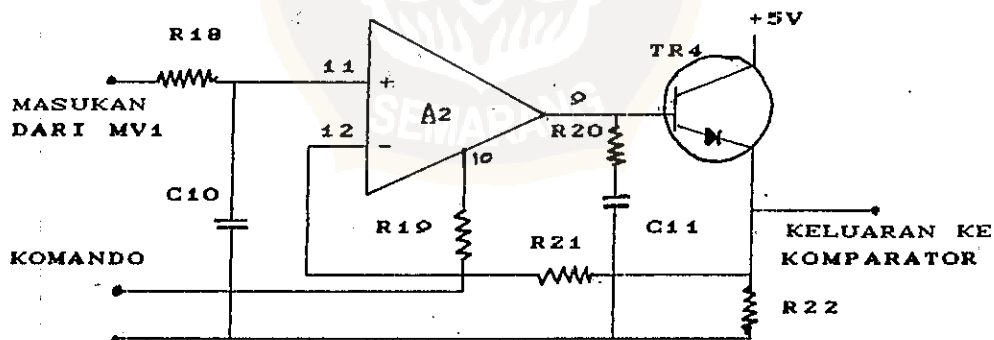 +5V
R18
TR4
11
+
MASUKAN
DARI MV1
A2
9
SEMARANG
12
-
R20
10
C10
R19
C11
KELUARAN KE
KOMPARATOR
R21
KOMANDO
R22